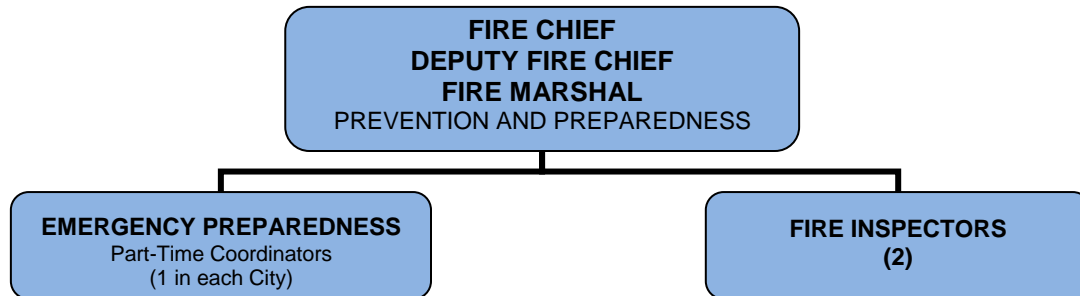 FIRE CHIEF
DEPUTY FIRE CHIEF
FIRE MARSHAL
PREVENTION AND PREPAREDNESS
EMERGENCY PREPAREDNESS
Part-Time Coordinators
(1 in each City)
FIRE INSPECTORS
(2)